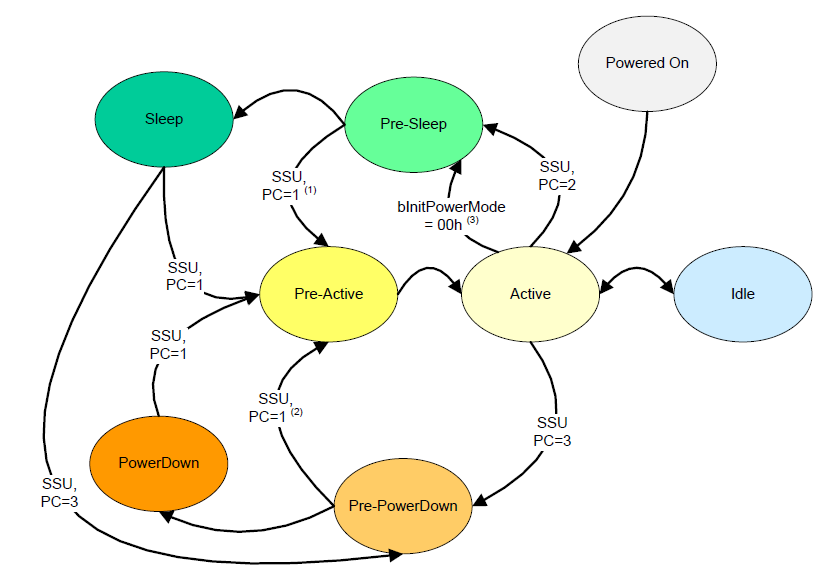 Powered On
Sleep
Pre-Sleep
SSU,
PC=2
SSU,
PC=1 (1)
bInitPowerMode
= 00h (3)
SSU,
PC=1
Pre-Active
Active
Idle
SSU,
PC=1
SSU,
PC=1 (2)
SSU
PC=3
PowerDown
SSU,
PC=3
Pre-PowerDown